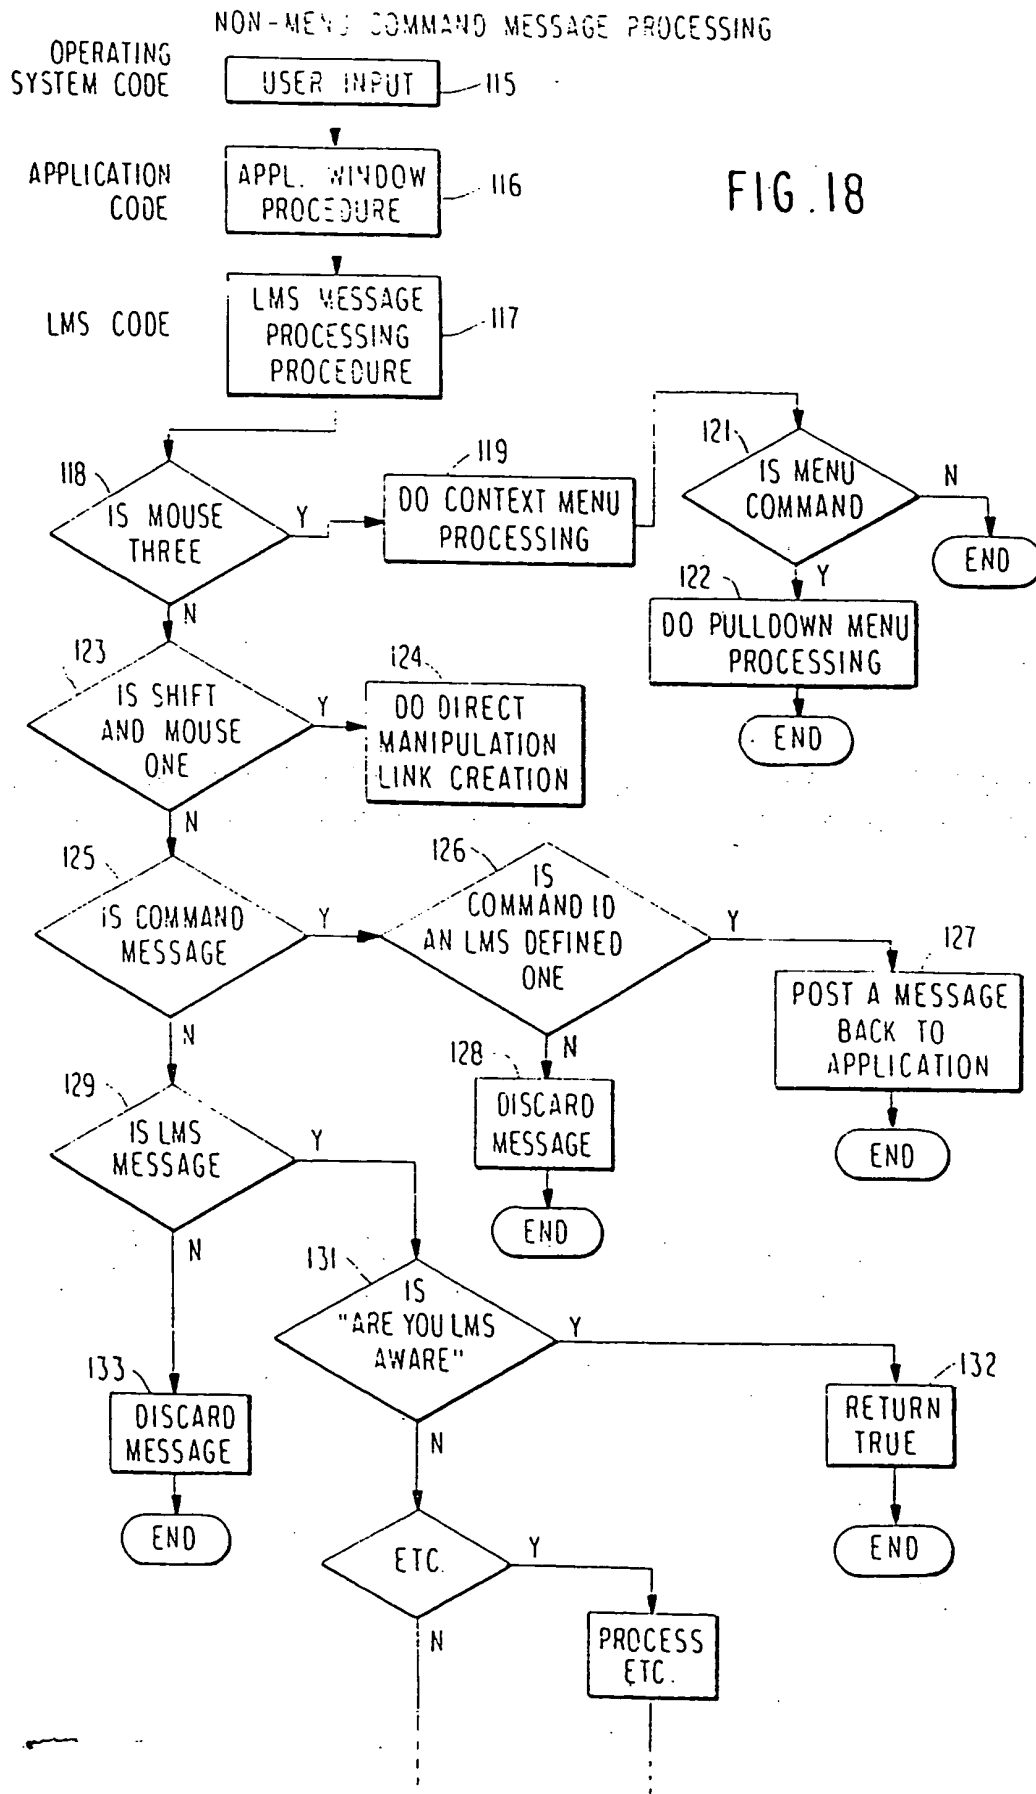 NON-MENU COMMAND MESSAGE PROCESSING
OPERATING
SYSTEM CODE
USER INPUT
115
APPLICATION
CODE
APPL. WINDOW
PROCEDURE
116
FIG.18
LMS CODE
LMS MESSAGE
PROCESSING
PROCEDURE
117
118
IS MOUSE
THREE
Y
N
119
DO CONTEXT MENU
PROCESSING
121
IS MENU
COMMAND
N
END
Y
122
DO PULLDOWN MENU
PROCESSING
END
123
IS SHIFT
AND MOUSE
ONE
Y
N
124
DO DIRECT
MANIPULATION
LINK CREATION
125
IS COMMAND
MESSAGE
Y
N
126
IS
COMMAND ID
AN LMS DEFINED
ONE
Y
N
127
POST A MESSAGE
BACK TO
APPLICATION
END
128
DISCARD
MESSAGE
END
129
IS LMS
MESSAGE
Y
N
131
IS
"ARE YOU LMS
AWARE"
Y
N
132
RETURN
TRUE
END
133
DISCARD
MESSAGE
END
ETC.
Y
N
PROCESS
ETC.